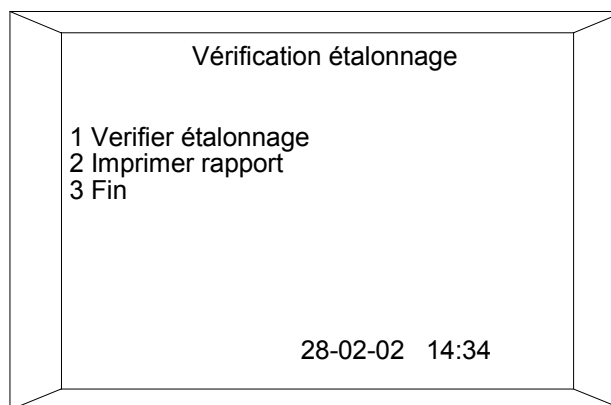 Vérification étalonnage
1 Verifier étalonnage
2 Imprimer rapport
3 Fin
28-02-02 14:34